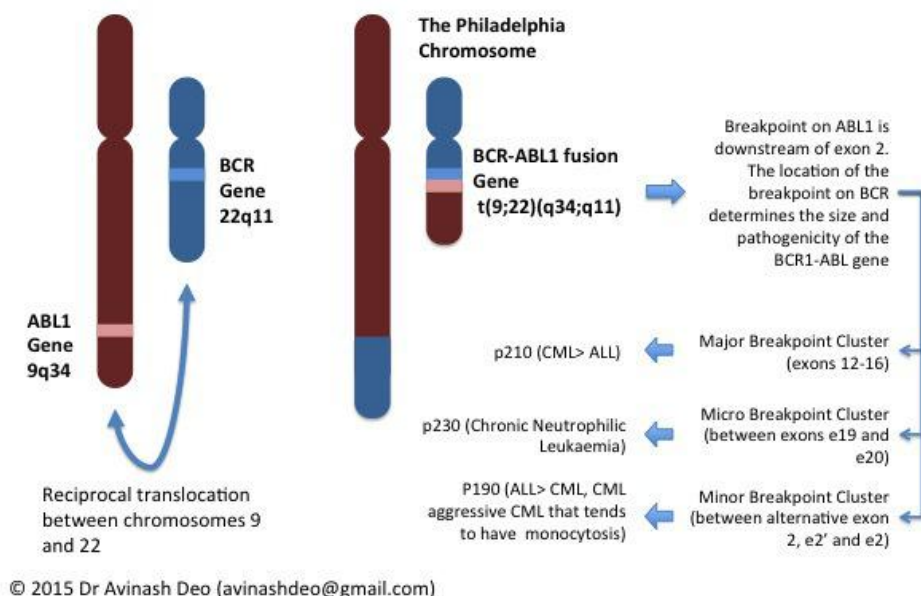 The Philadelphia
Chromosome
BCR
Gene
22q11
BCR-ABL1 fusion
Gene
t(9;22)(q34;q11)
Breakpoint on ABL1 is
downstream of exon 2.
The location of the
breakpoint on BCR
determines the size and
pathogenicity of the
BCR1-ABL gene
ABL1
Gene
9q34
p210 (CML> ALL)
Major Breakpoint Cluster
(exons 12-16)
p230 (Chronic Neutrophilic
Leukaemia)
Micro Breakpoint Cluster
(between exons e19 and
e20)
P190 (ALL> CML, CML
aggressive CML that tends
to have monocytosis)
Minor Breakpoint Cluster
(between alternative exon
2, e2' and e2)
Reciprocal translocation
between chromosomes 9
and 22
© 2015 Dr Avinash Deo (avinashdeo@gmail.com)